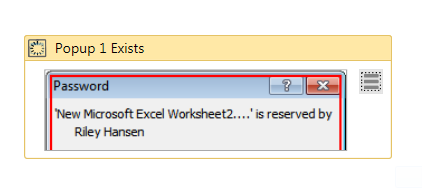 Popup 1 Exists
Password
?
'New Microsoft Excel Worksheet2....' is reserved by
Riley Hansen